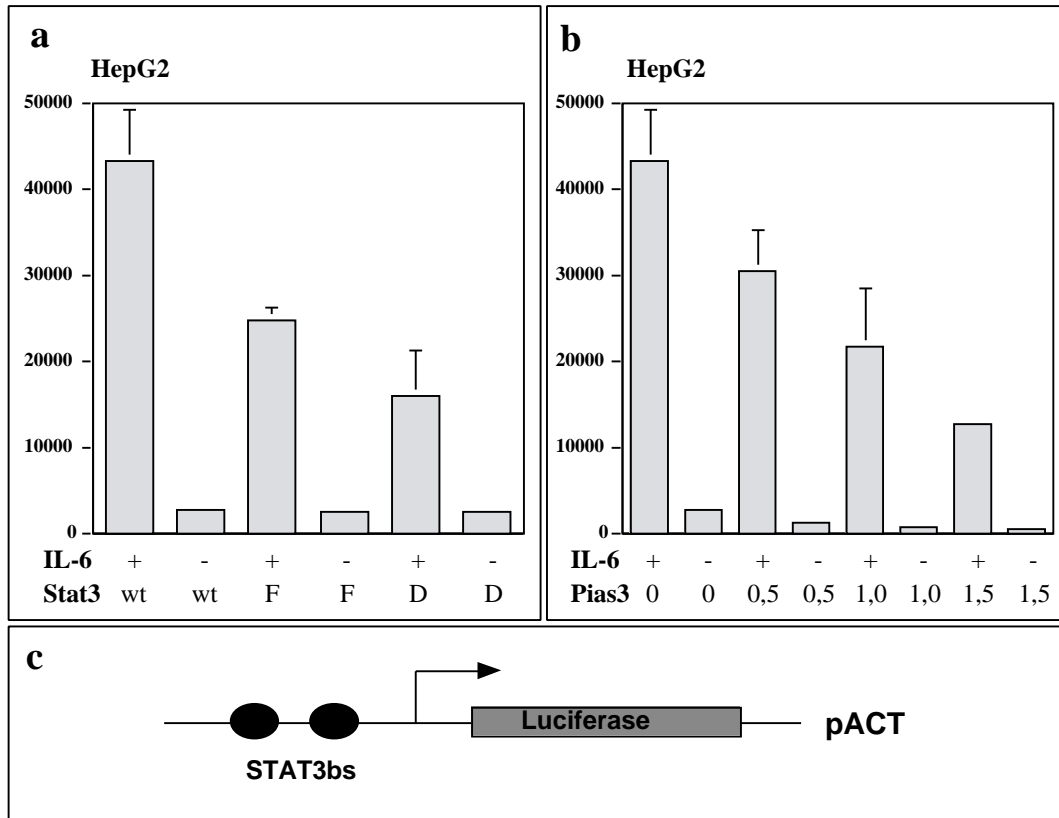 a
HepG2
50000
40000
30000
20000
10000
0
IL-6 + - + - + -
Stat3 wt wt F F D D
b
HepG2
50000
40000
30000
20000
10000
0
IL-6 + - + - + - + -
Pias3 0 0 0,5 0,5 1,0 1,0 1,5 1,5
c
Luciferase
pACT
STAT3bs